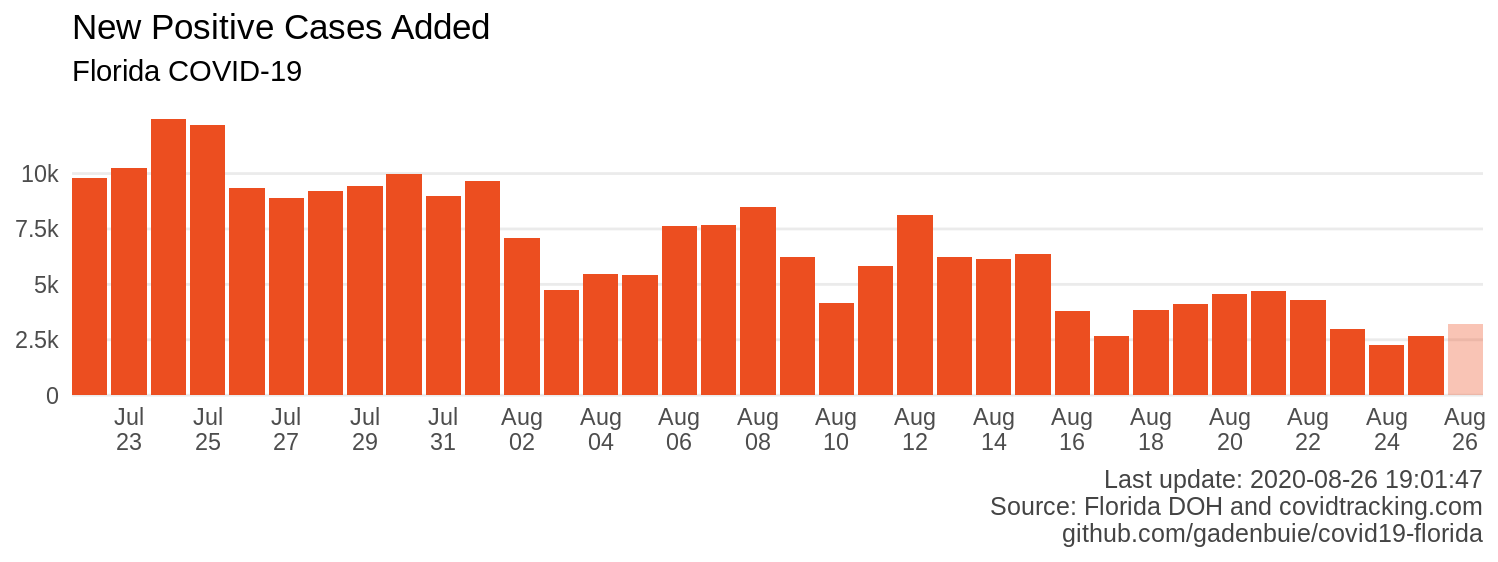 New Positive Cases Added
Florida COVID-19
10k
7.5k
5k
2.5k
0
Jul Jul Jul Jul Jul Aug Aug Aug Aug Aug Aug Aug Aug Aug Aug Aug Aug Aug
23 25 27 29 31 02 04 06 08 10 12 14 16 18 20 22 24 26
Last update: 2020-08-26 19:01:47
Source: Florida DOH and covidtracking.com
github.com/gadenbuie/covid19-florida